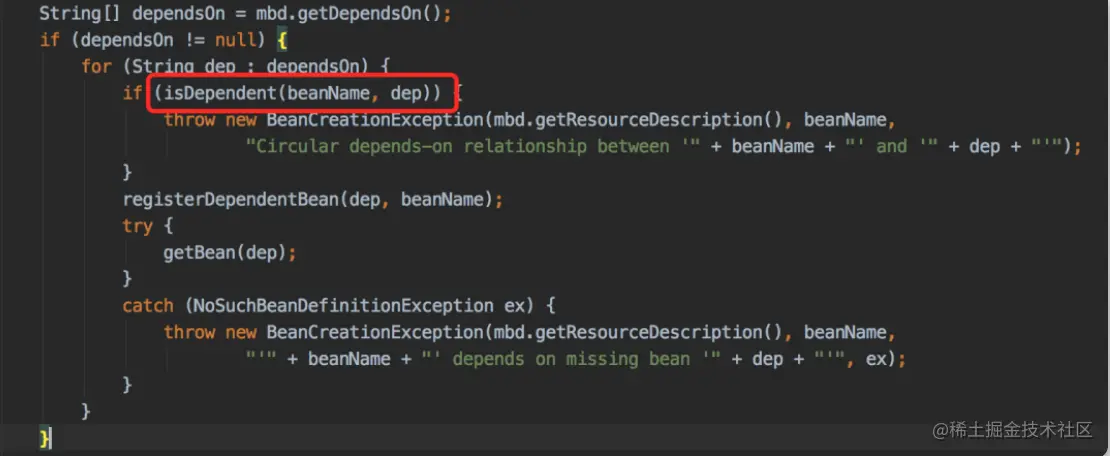 String[] dependsOn = mbd.getDependsOn();
if (dependsOn != null) {
for (String dep : dependsOn) {
if (isDependent(beanName, dep)) {
throw new BeanCreationException(mbd.getResourceDescription(), beanName,
"Circular depends-on relationship between '" + beanName + "' and '" + dep + "'");
}
registerDependentBean(dep, beanName);
try {
getBean(dep);
}
catch (NoSuchBeanDefinitionException ex) {
throw new BeanCreationException(mbd.getResourceDescription(), beanName,
"'" + beanName + "' depends on missing bean '" + dep + "'", ex);
}
}
}
@稀土掘金技术社区